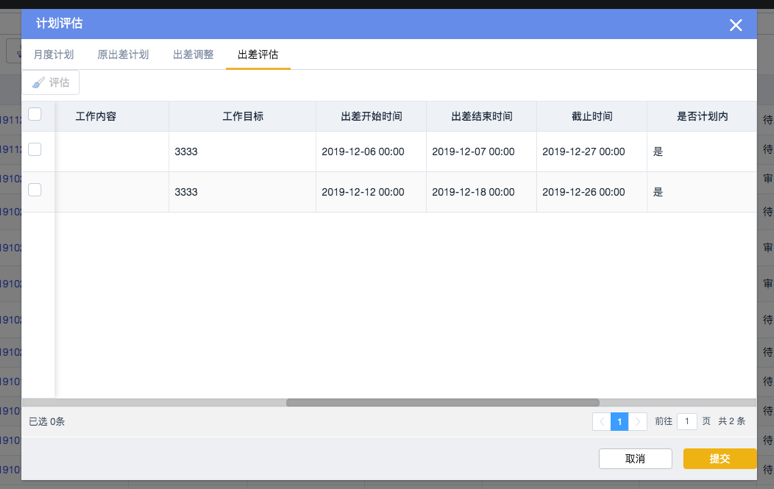 计划评估
月度计划 原出差计划 出差调整 出差评估
评估
工作内容 工作目标 出差开始时间 出差结束时间 截止时间 是否计划内
3333 2019-12-06 00:00 2019-12-07 00:00 2019-12-27 00:00 是
3333 2019-12-12 00:00 2019-12-18 00:00 2019-12-26 00:00 是
已选 0条 1 前往 1 页 共 2 条
取消 提交